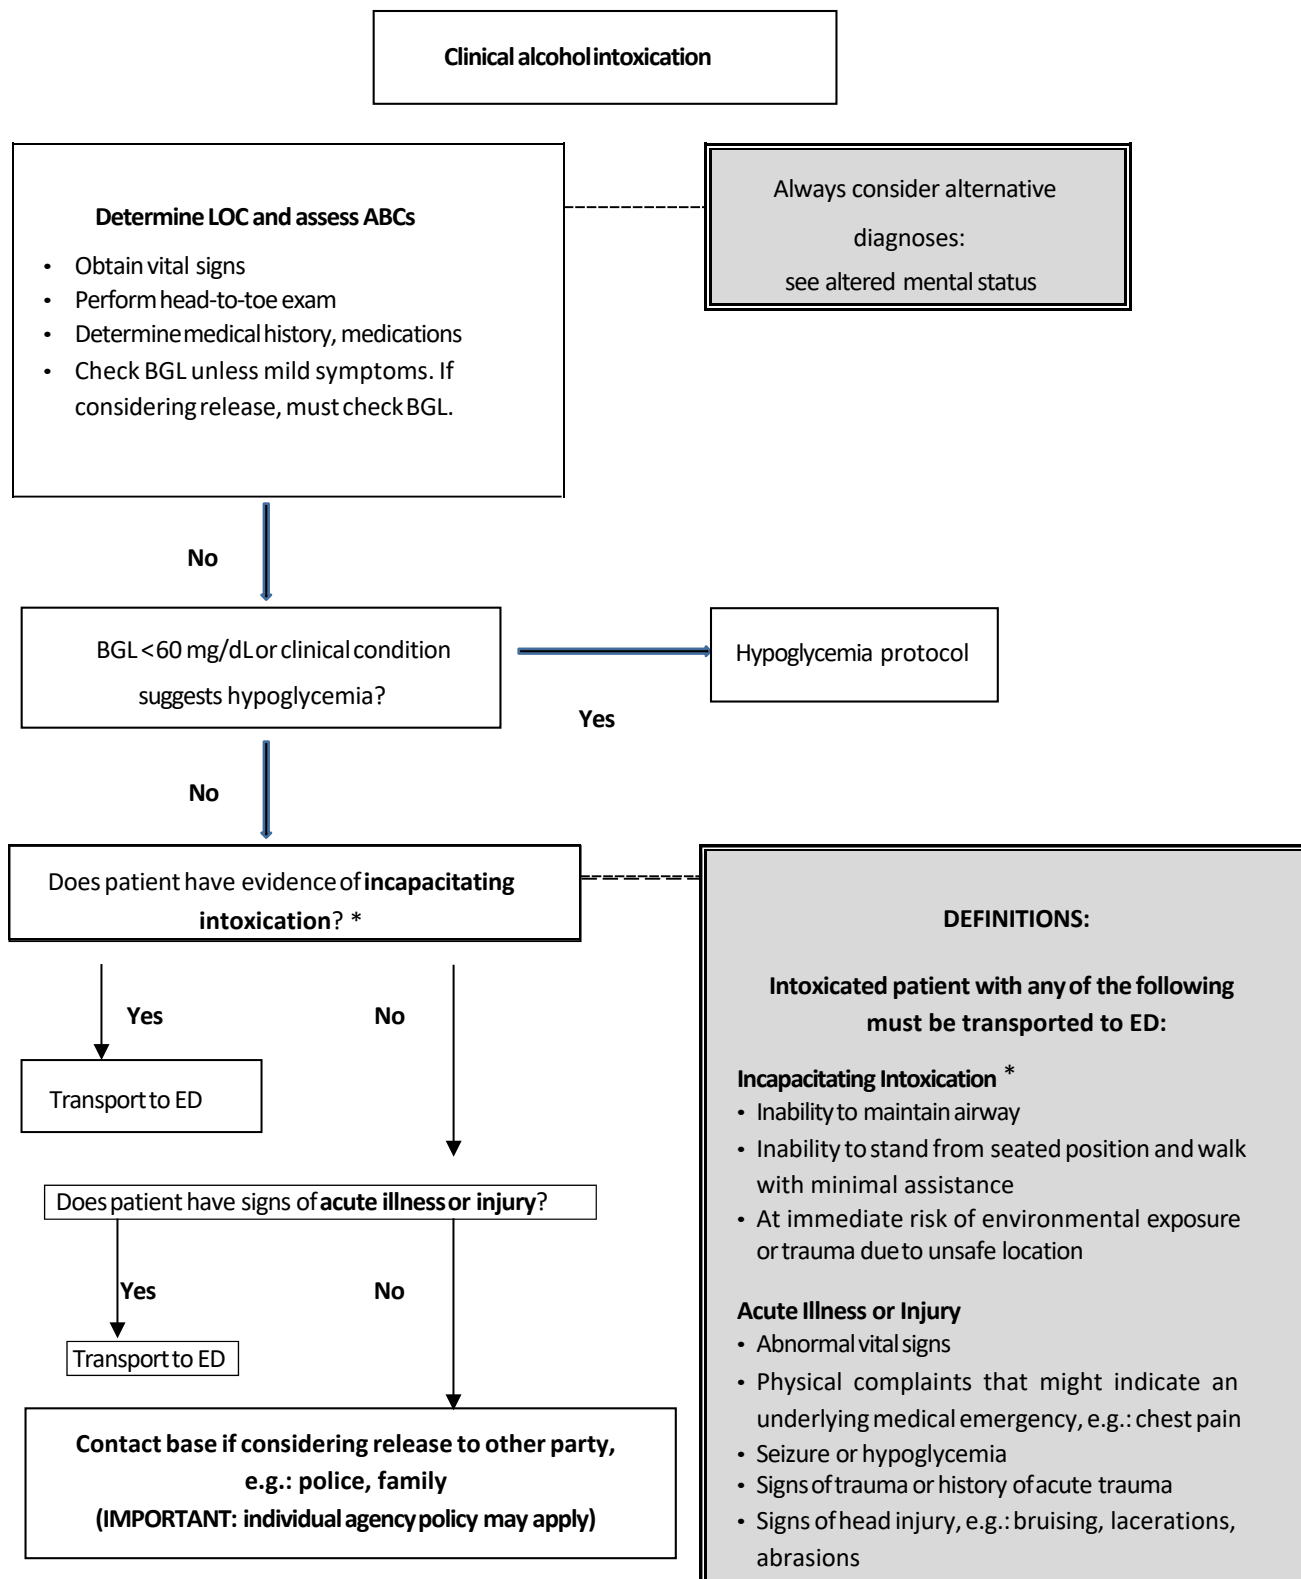 Clinical alcohol intoxication
Determine LOC and assess ABCs
• Obtain vital signs
• Perform head-to-toe exam
• Determine medical history, medications
• Check BGL unless mild symptoms. If
considering release, must check BGL.
Always consider alternative
diagnoses:
see altered mental status
No
BGL <60 mg/dL or clinical condition
suggests hypoglycemia?
Yes
Hypoglycemia protocol
No
Does patient have evidence of incapacitating
intoxication? *
Yes
No
Transport to ED
Does patient have signs of acute illness or injury?
Yes
No
Transport to ED
Contact base if considering release to other party,
e.g.: police, family
(IMPORTANT: individual agency policy may apply)
DEFINITIONS:
Intoxicated patient with any of the following
must be transported to ED:
Incapacitating Intoxication *
• Inability to maintain airway
• Inability to stand from seated position and walk
with minimal assistance
• At immediate risk of environmental exposure
or trauma due to unsafe location
Acute Illness or Injury
• Abnormal vital signs
• Physical complaints that might indicate an
underlying medical emergency, e.g.: chest pain
• Seizure or hypoglycemia
• Signs of trauma or history of acute trauma
• Signs of head injury, e.g.: bruising, lacerations,
abrasions